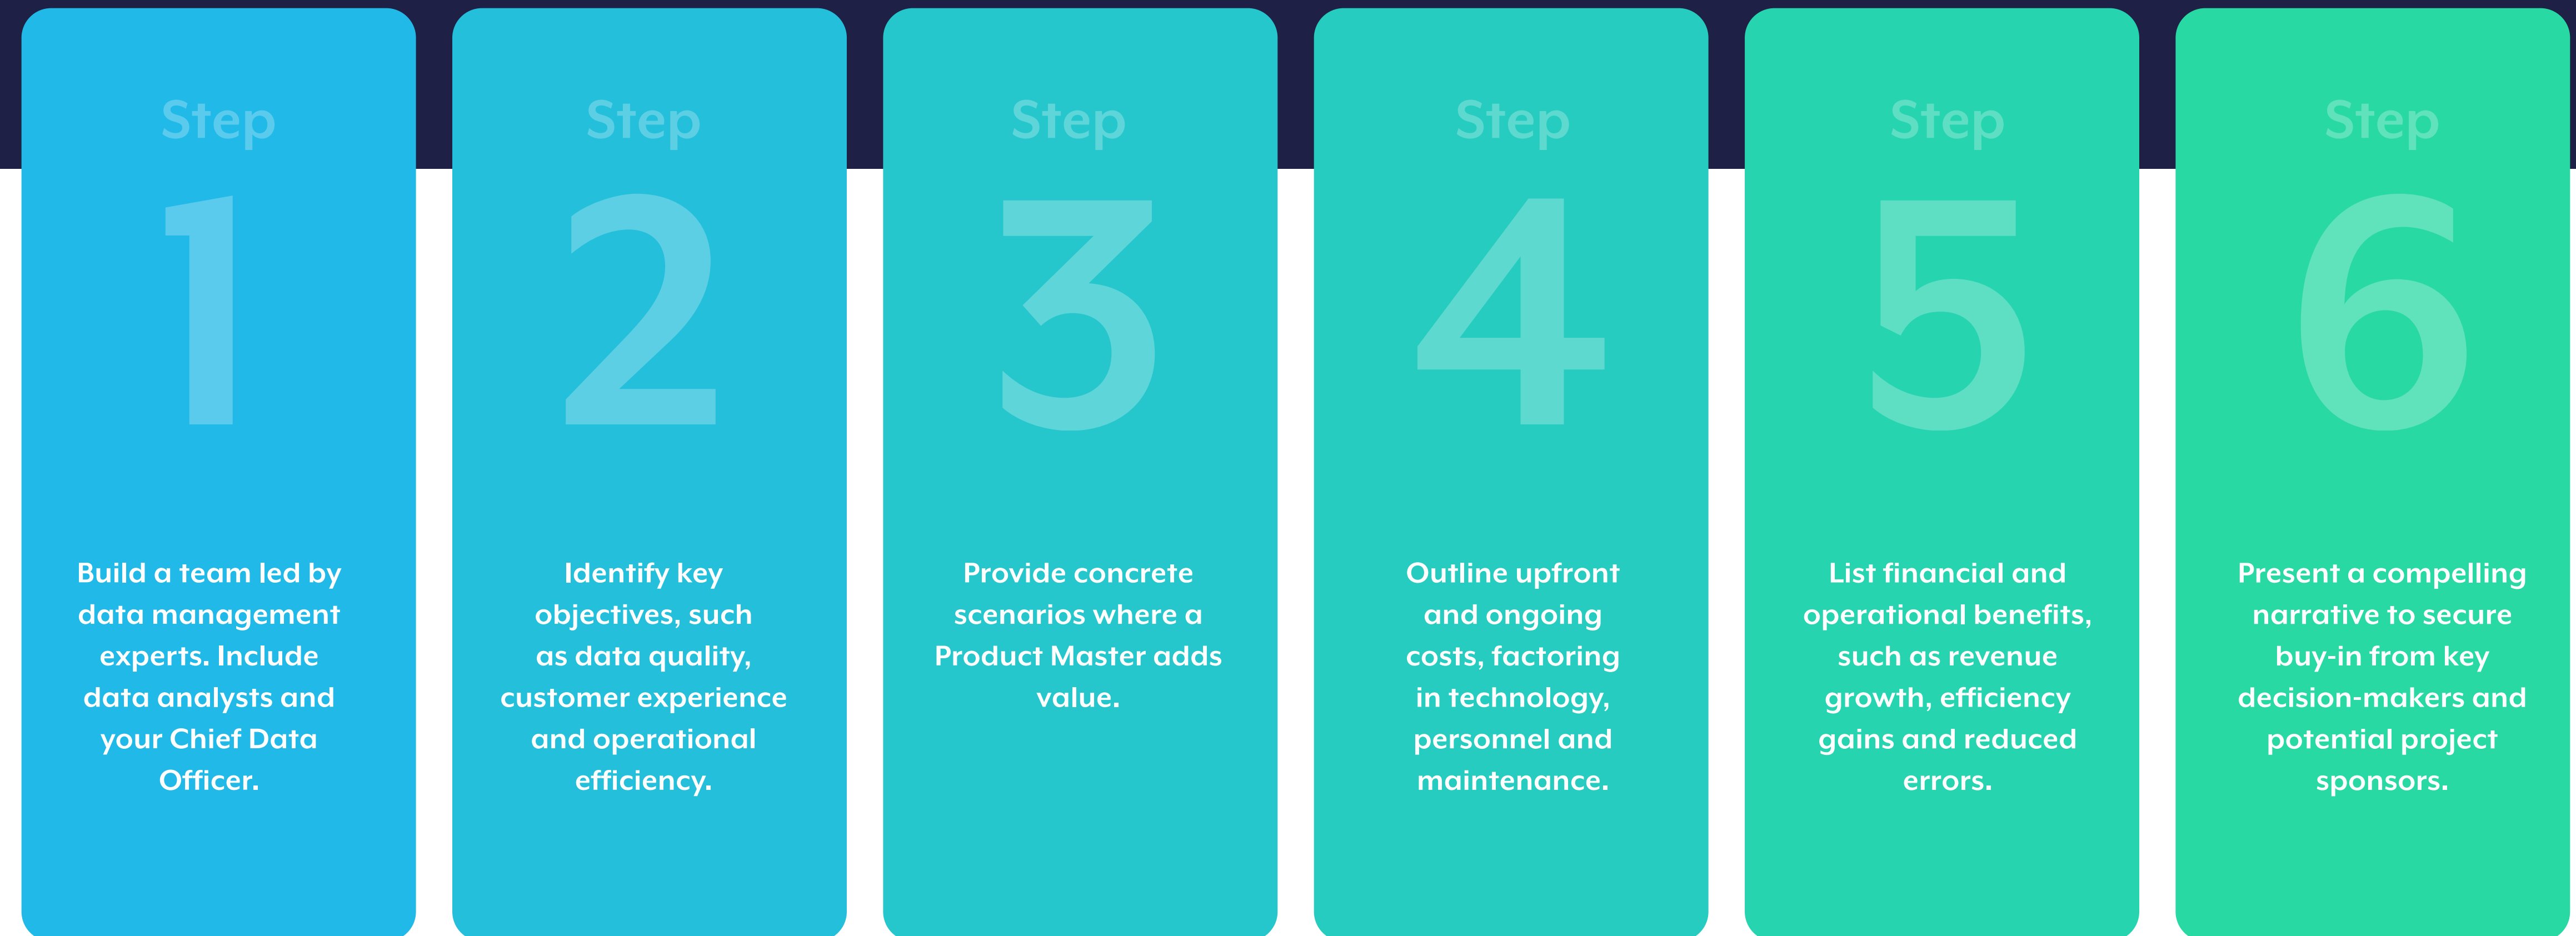 Step
1
Build a team led by
data management
experts. Include
data analysts and
your Chief Data
Officer.
Step
2
Identify key
objectives, such
as data quality,
customer experience
and operational
efficiency.
Step
3
Provide concrete
scenarios where a
Product Master adds
value.
Step
4
Outline upfront
and ongoing
costs, factoring
in technology,
personnel and
maintenance.
Step
5
List financial and
operational benefits,
such as revenue
growth, efficiency
gains and reduced
errors.
Step
6
Present a compelling
narrative to secure
buy-in from key
decision-makers and
potential project
sponsors.